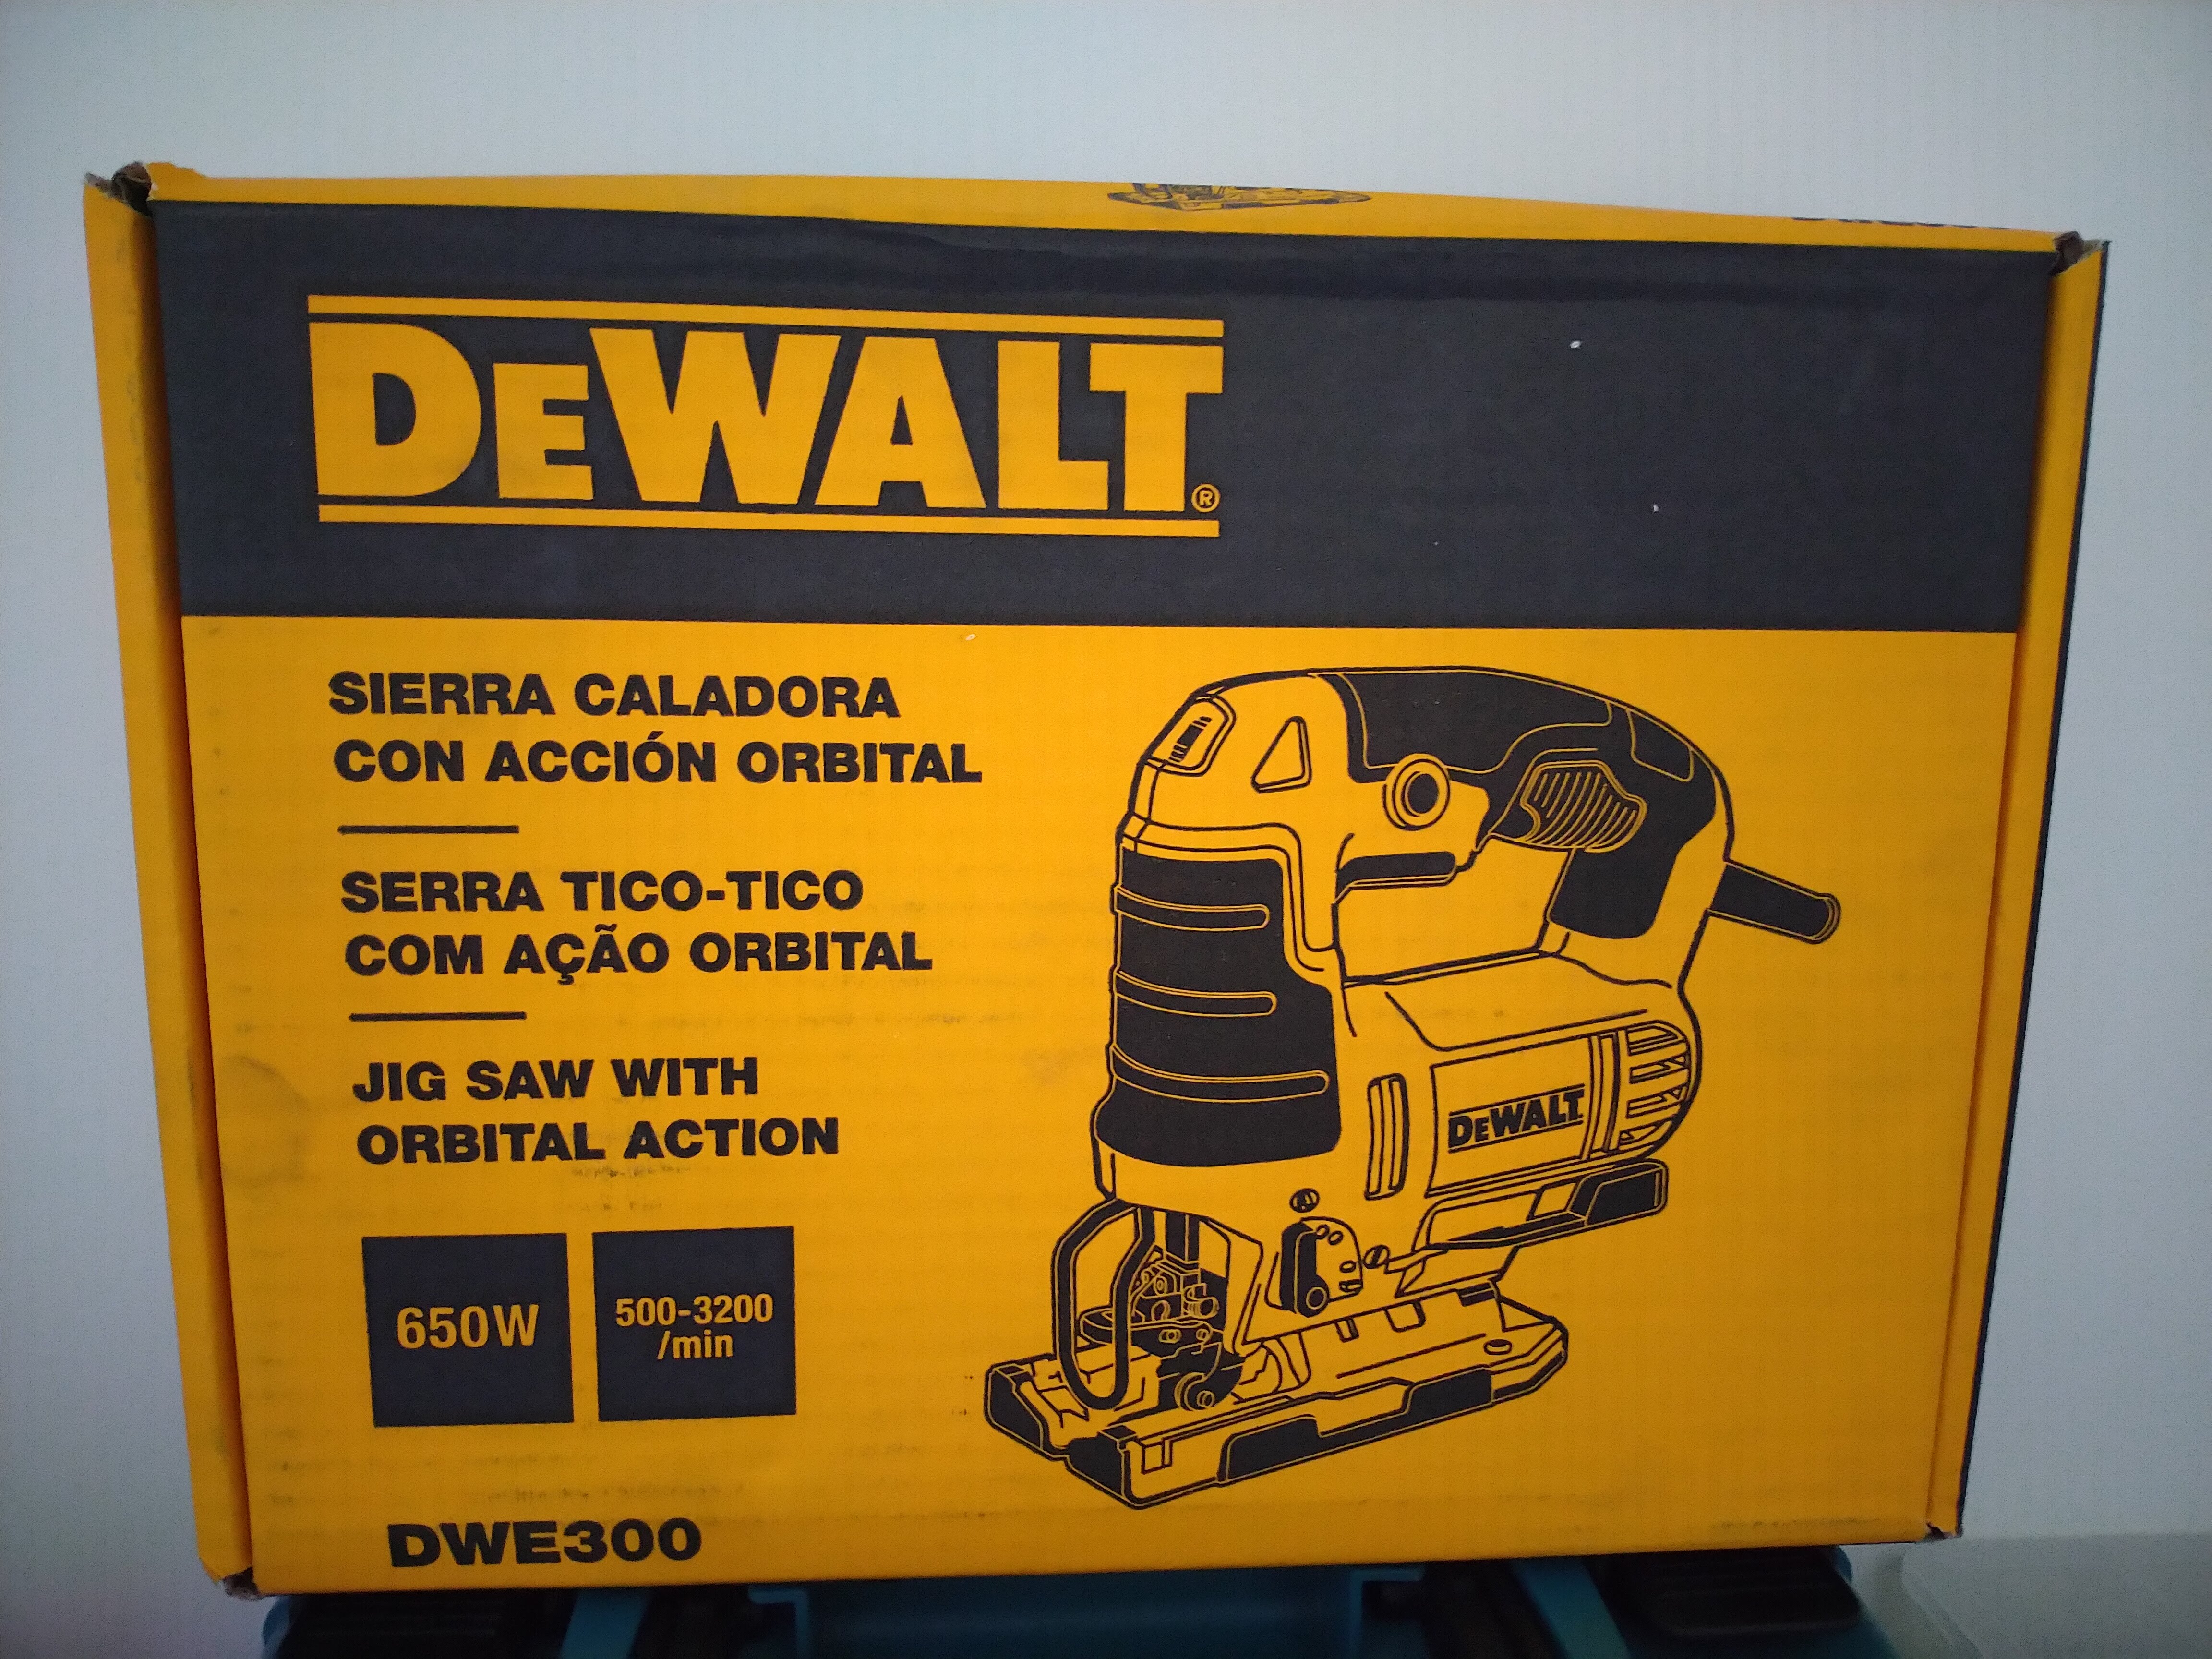 DEWALT®
SIERRA CALADORA
CON ACCIÓN ORBITAL
SERRA TICO-TICO
COM AÇÃO ORBITAL
JIG SAW WITH
ORBITAL ACTION
DEWALT
650W
500-3200
/min
DWE300